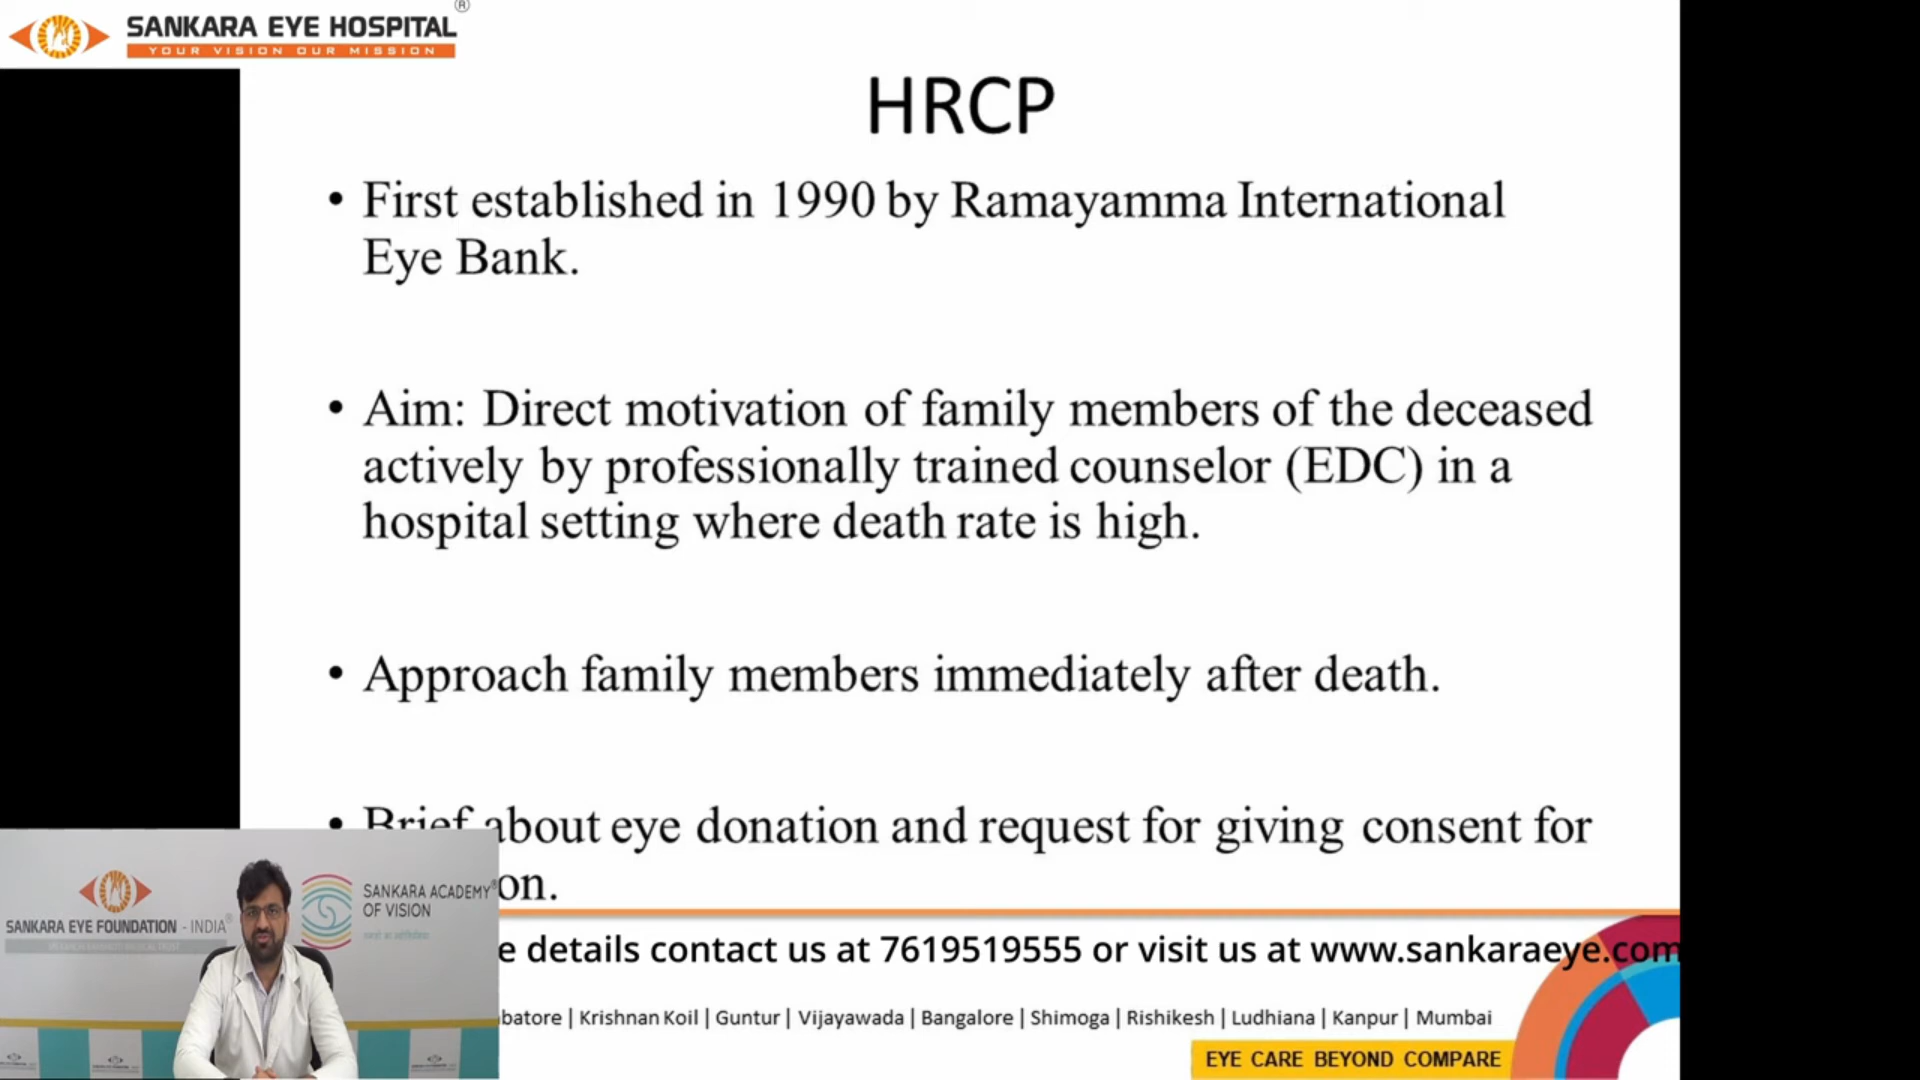 SANKARA EYE HOSPITAL®
YOUR VISION OUR MISSION
HRCP
• First established in 1990 by Ramayamma International
Eye Bank.
• Aim: Direct motivation of family members of the deceased
actively by professionally trained counselor (EDC) in a
hospital setting where death rate is high.
• Approach family members immediately after death.
• Brief about eye donation and request for giving consent for
on.
e details contact us at 7619519555 or visit us at www.sankaraeye.com
batore | Krishnan Koil | Guntur | Vijayawada | Bangalore | Shimoga | Rishikesh | Ludhiana | Kanpur | Mumbai
EYE CARE BEYOND COMPARE
SANKARA EYE FOUNDATION - INDIA®
SANKARA ACADEMY®
OF VISION